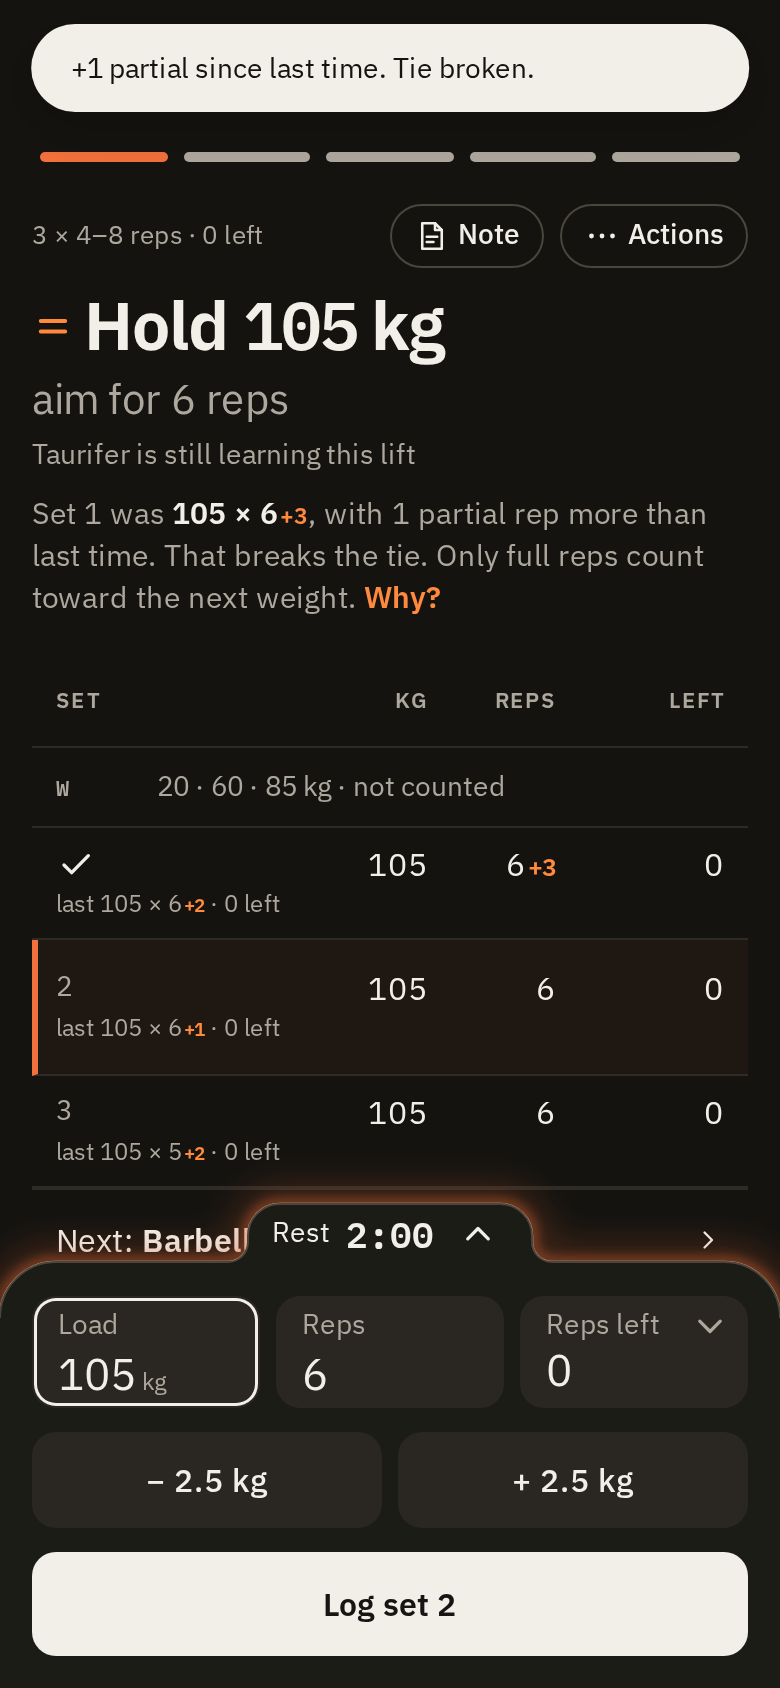 +1 partial since last time. Tie broken.
3 × 4–8 reps · 0 left
Note
··· Actions
= Hold 105 kg
aim for 6 reps
Taurifer is still learning this lift
Set 1 was 105 × 6+3, with 1 partial rep more than
last time. That breaks the tie. Only full reps count
toward the next weight. Why?
SET KG REPS LEFT
W 20 · 60 · 85 kg · not counted
105 6+3 0
last 105 × 6+2 · 0 left
2 105 6 0
last 105 × 6+1 · 0 left
3 105 6 0
last 105 × 5+2 · 0 left
Next: Barbell
Rest 2:00
Load
105 kg
Reps
6
Reps left
0
− 2.5 kg
+ 2.5 kg
Log set 2